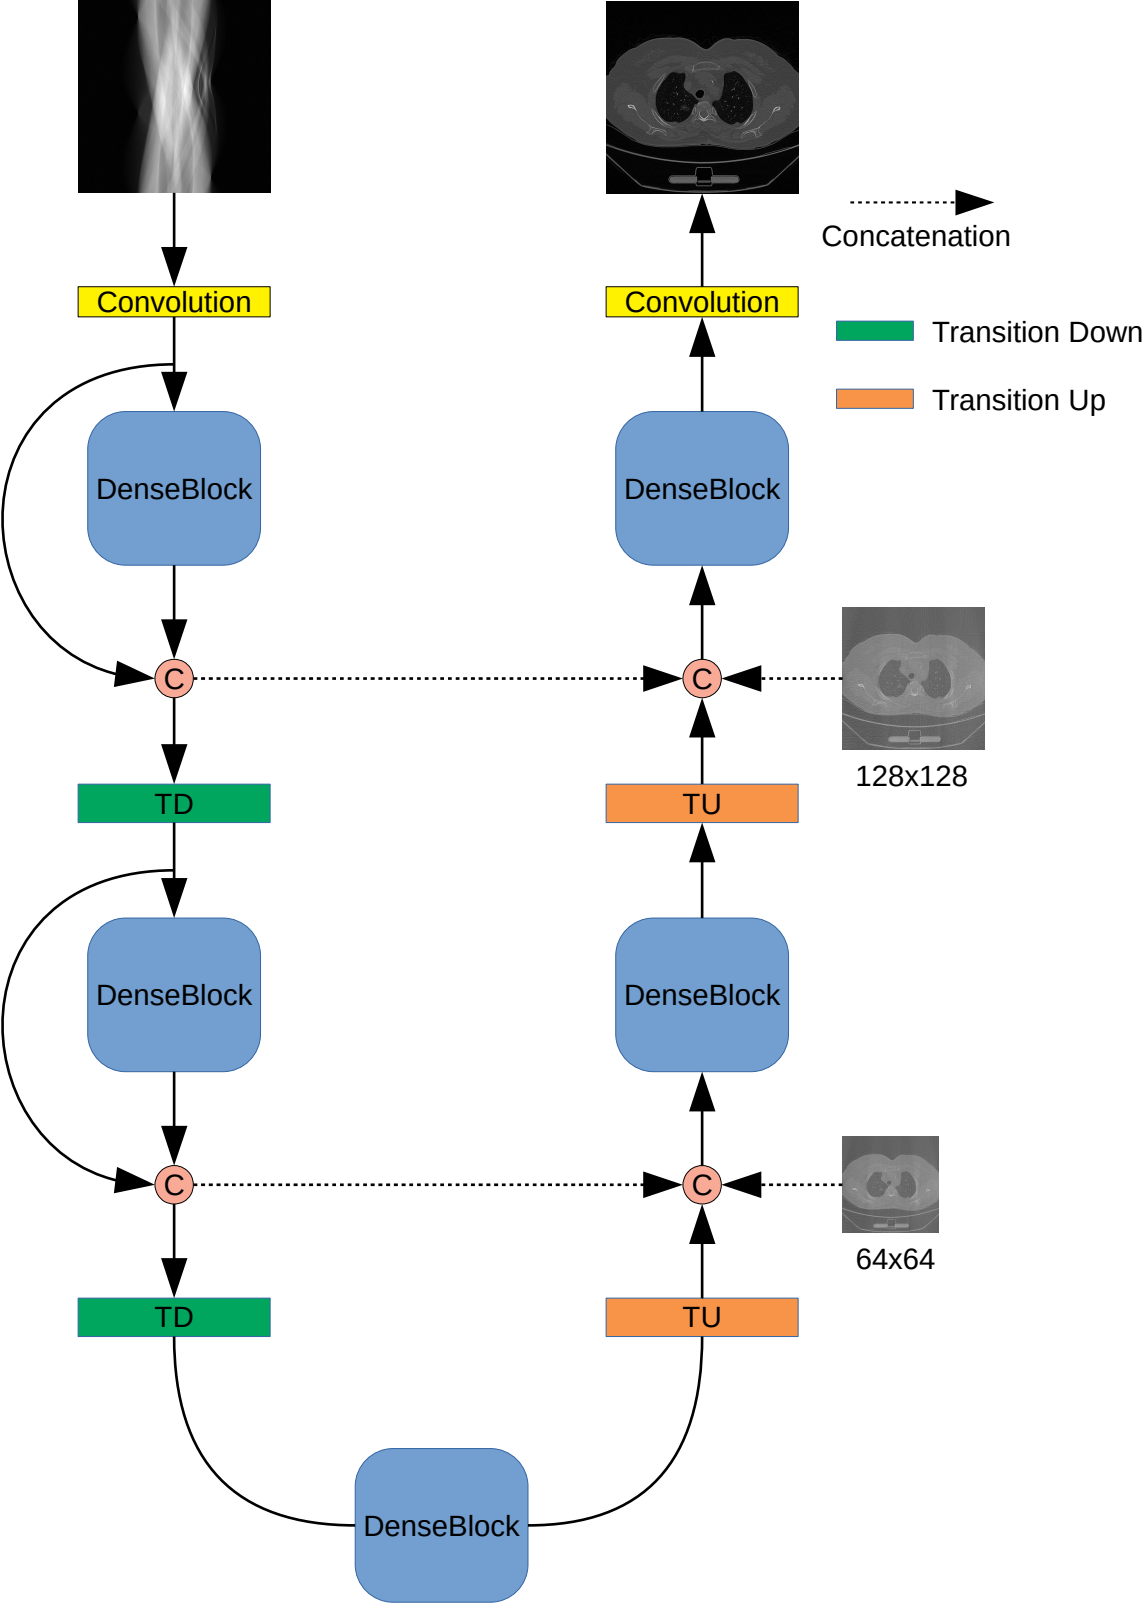 Concatenation
Convolution
Convolution
Transition Down
Transition Up
DenseBlock
DenseBlock
C
C
128x128
TD
TU
DenseBlock
DenseBlock
C
C
64x64
TD
TU
DenseBlock